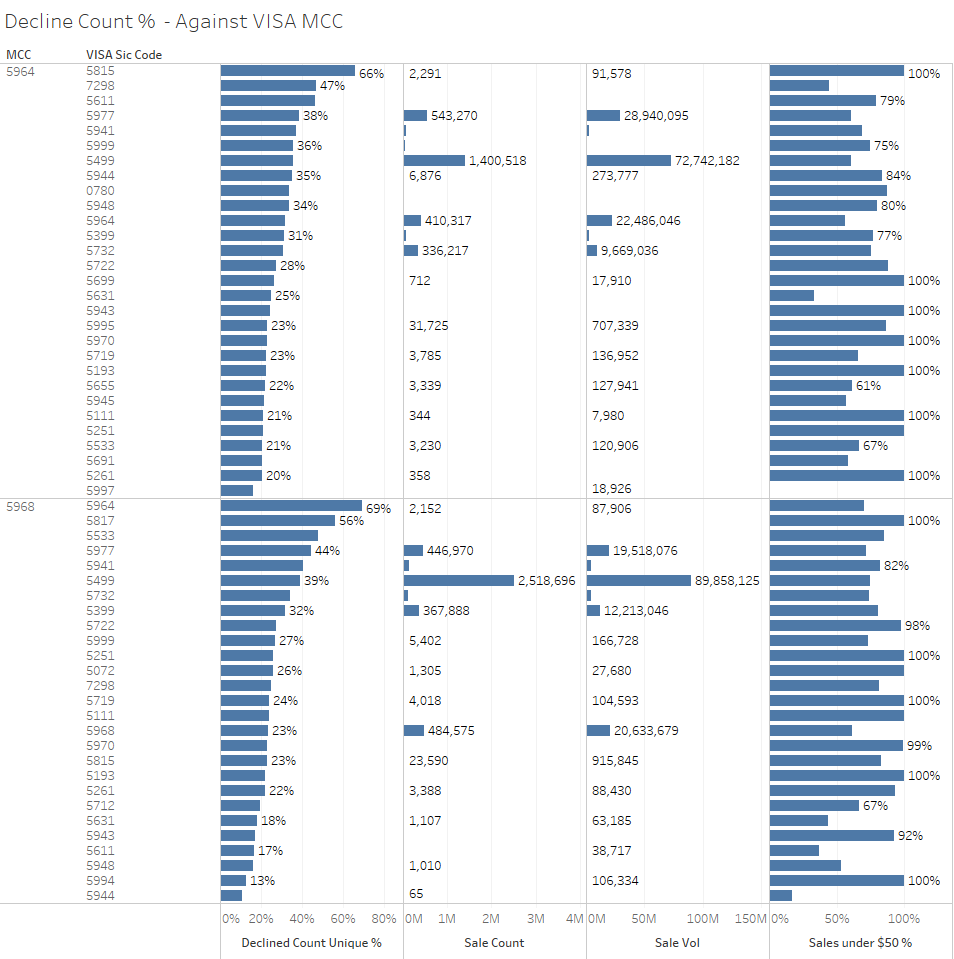 Decline Count % - Against VISA MCC
MCC VISA Sic Code
5964 5815 66% 2,291 91,578 100%
7298 47%
5611 79%
5977 38% 543,270 28,940,095
5941
5999 36% 75%
5499 1,400,518 72,742,182
5944 35% 6,876 273,777 84%
0780
5948 34% 80%
5964 410,317 22,486,046
5399 31% 77%
5732 336,217 9,669,036
5722 28%
5699 712 17,910 100%
5631 25%
5943 100%
5995 23% 31,725 707,339
5970 100%
5719 23% 3,785 136,952
5193 100%
5655 22% 3,339 127,941 61%
5945
5111 21% 344 7,980 100%
5251
5533 21% 3,230 120,906 67%
5691
5261 20% 358 100%
5997 18,926
5968 5964 69% 2,152 87,906
5817 56% 100%
5533
5977 44% 446,970 19,518,076
5941 82%
5499 39% 2,518,696 89,858,125
5732
5399 32% 367,888 12,213,046
5722 98%
5999 27% 5,402 166,728
5251 100%
5072 26% 1,305 27,680
7298
5719 24% 4,018 104,593 100%
5111
5968 23% 484,575 20,633,679
5970 99%
5815 23% 23,590 915,845
5193 100%
5261 22% 3,388 88,430
5712 67%
5631 18% 1,107 63,185
5943 92%
5611 17% 38,717
5948 1,010
5994 13% 106,334 100%
5944 65
0% 20% 40% 60% 80% 0M 1M 2M 3M 4M 0M 50M 100M 150M 0% 50% 100%
Declined Count Unique % Sale Count Sale Vol Sales under $50 %